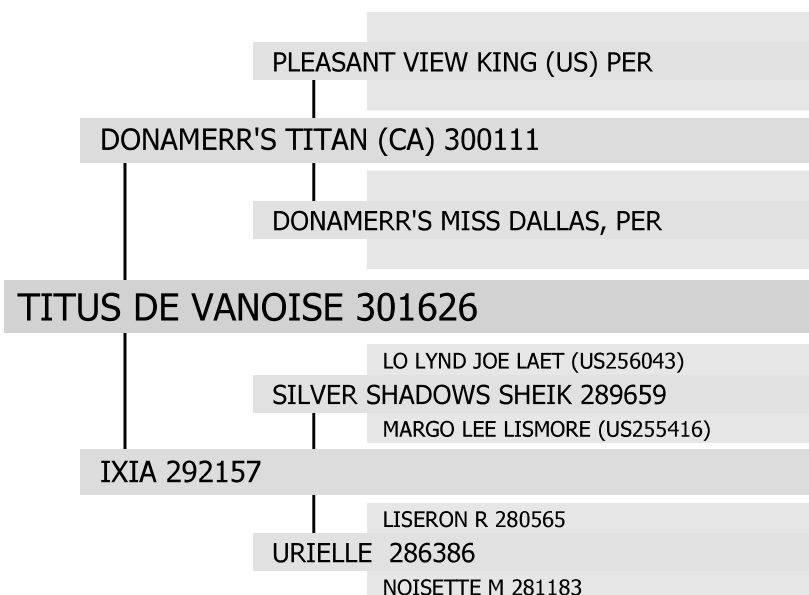 PLEASANT VIEW KING (US) PER
DONAMERR'S TITAN (CA) 300111
DONAMERR'S MISS DALLAS, PER
TITUS DE VANOISE 301626
LO LYND JOE LAET (US256043)
SILVER SHADOWS SHEIK 289659
MARGO LEE LISMORE (US255416)
IXIA 292157
LISERON R 280565
URIELLE 286386
NOISETTE M 281183